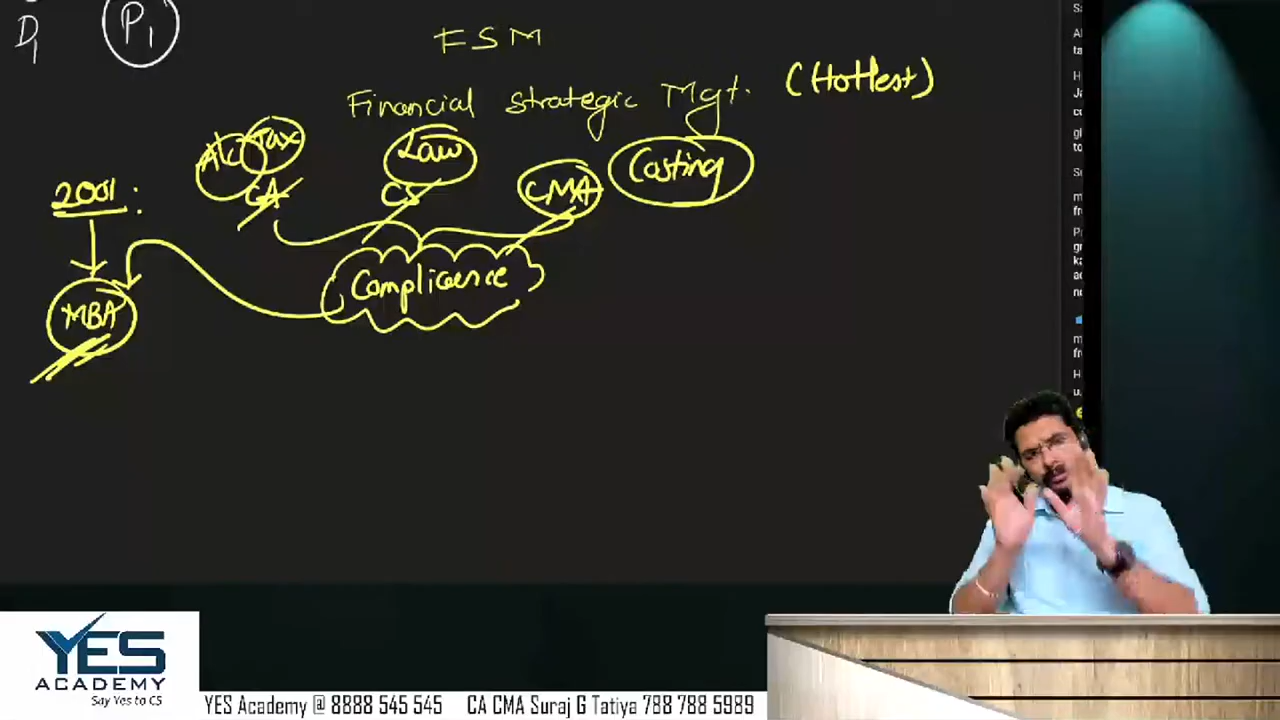 D1 P1
FSM
Financial Strategic Mgt. (Hottest)
A/c Tax Law Costing
2001: CA CS CMA
Complicence
MBA
YES
ACADEMY
Say Yes to CS
YES Academy @ 8888 545 545 CA CMA Suraj G Tatiya 788 788 5989